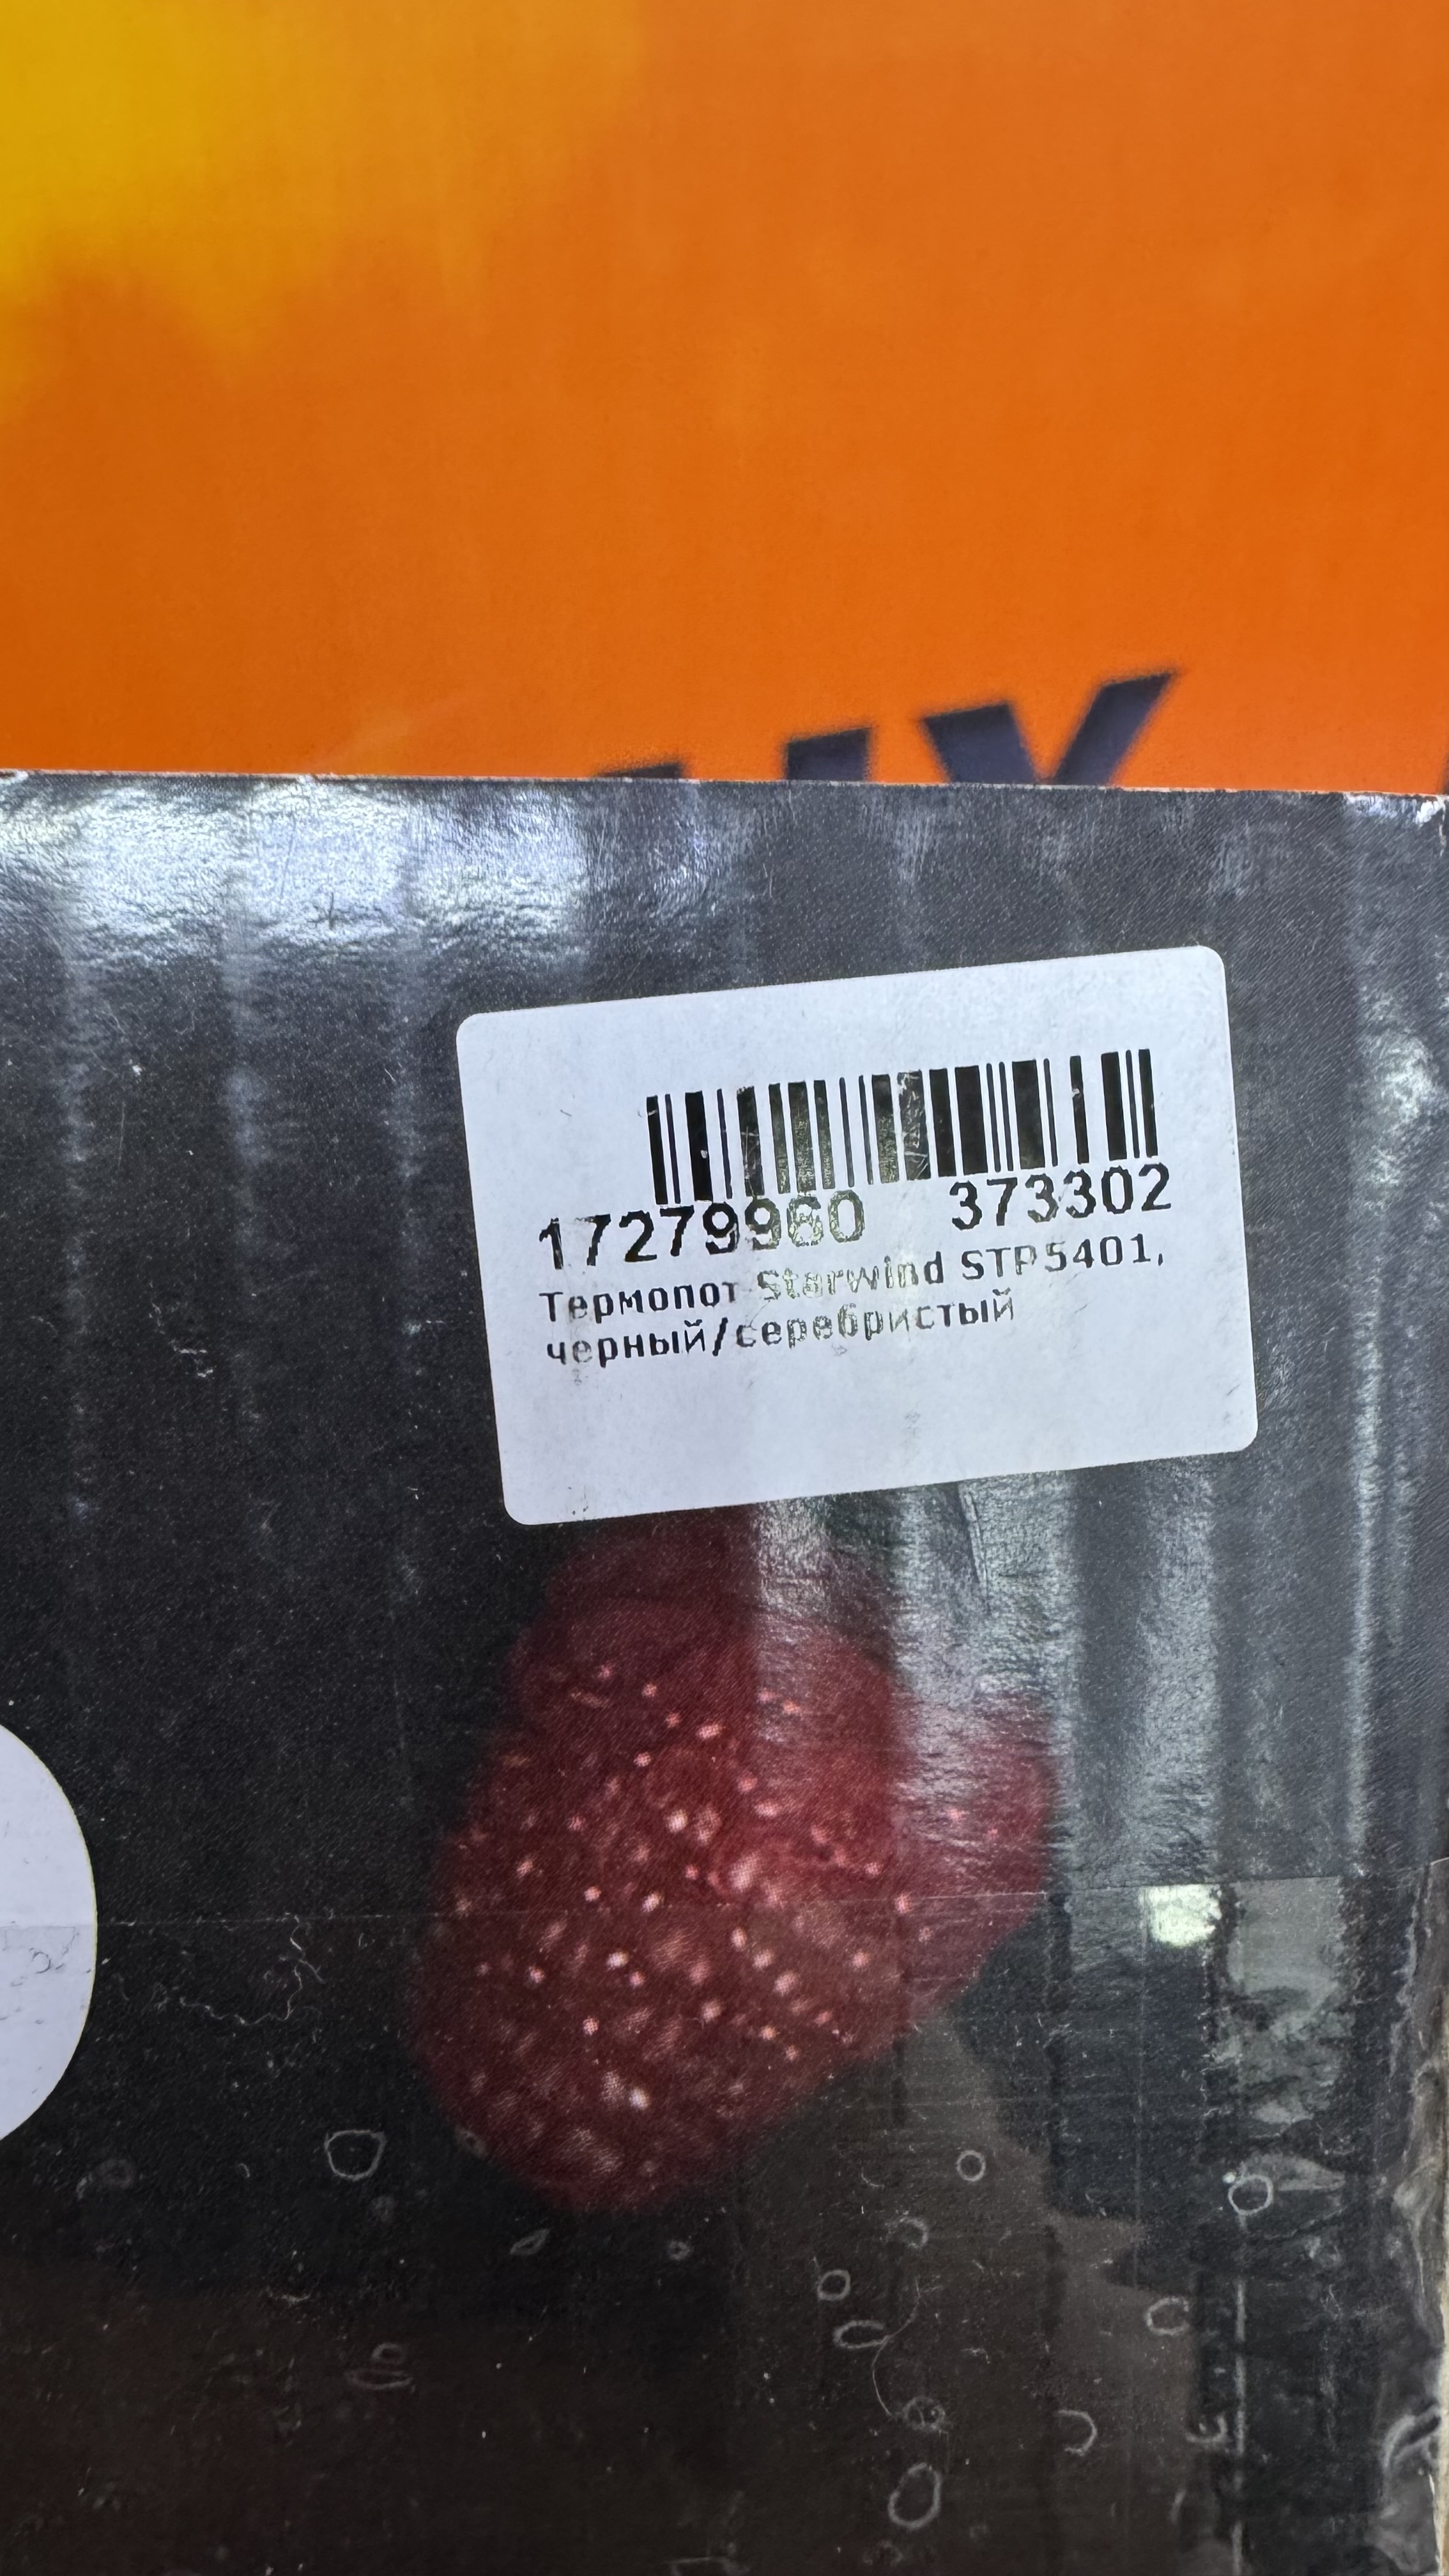 17279960 373302
Термопот Starwind STP5401,
черный/серебристый